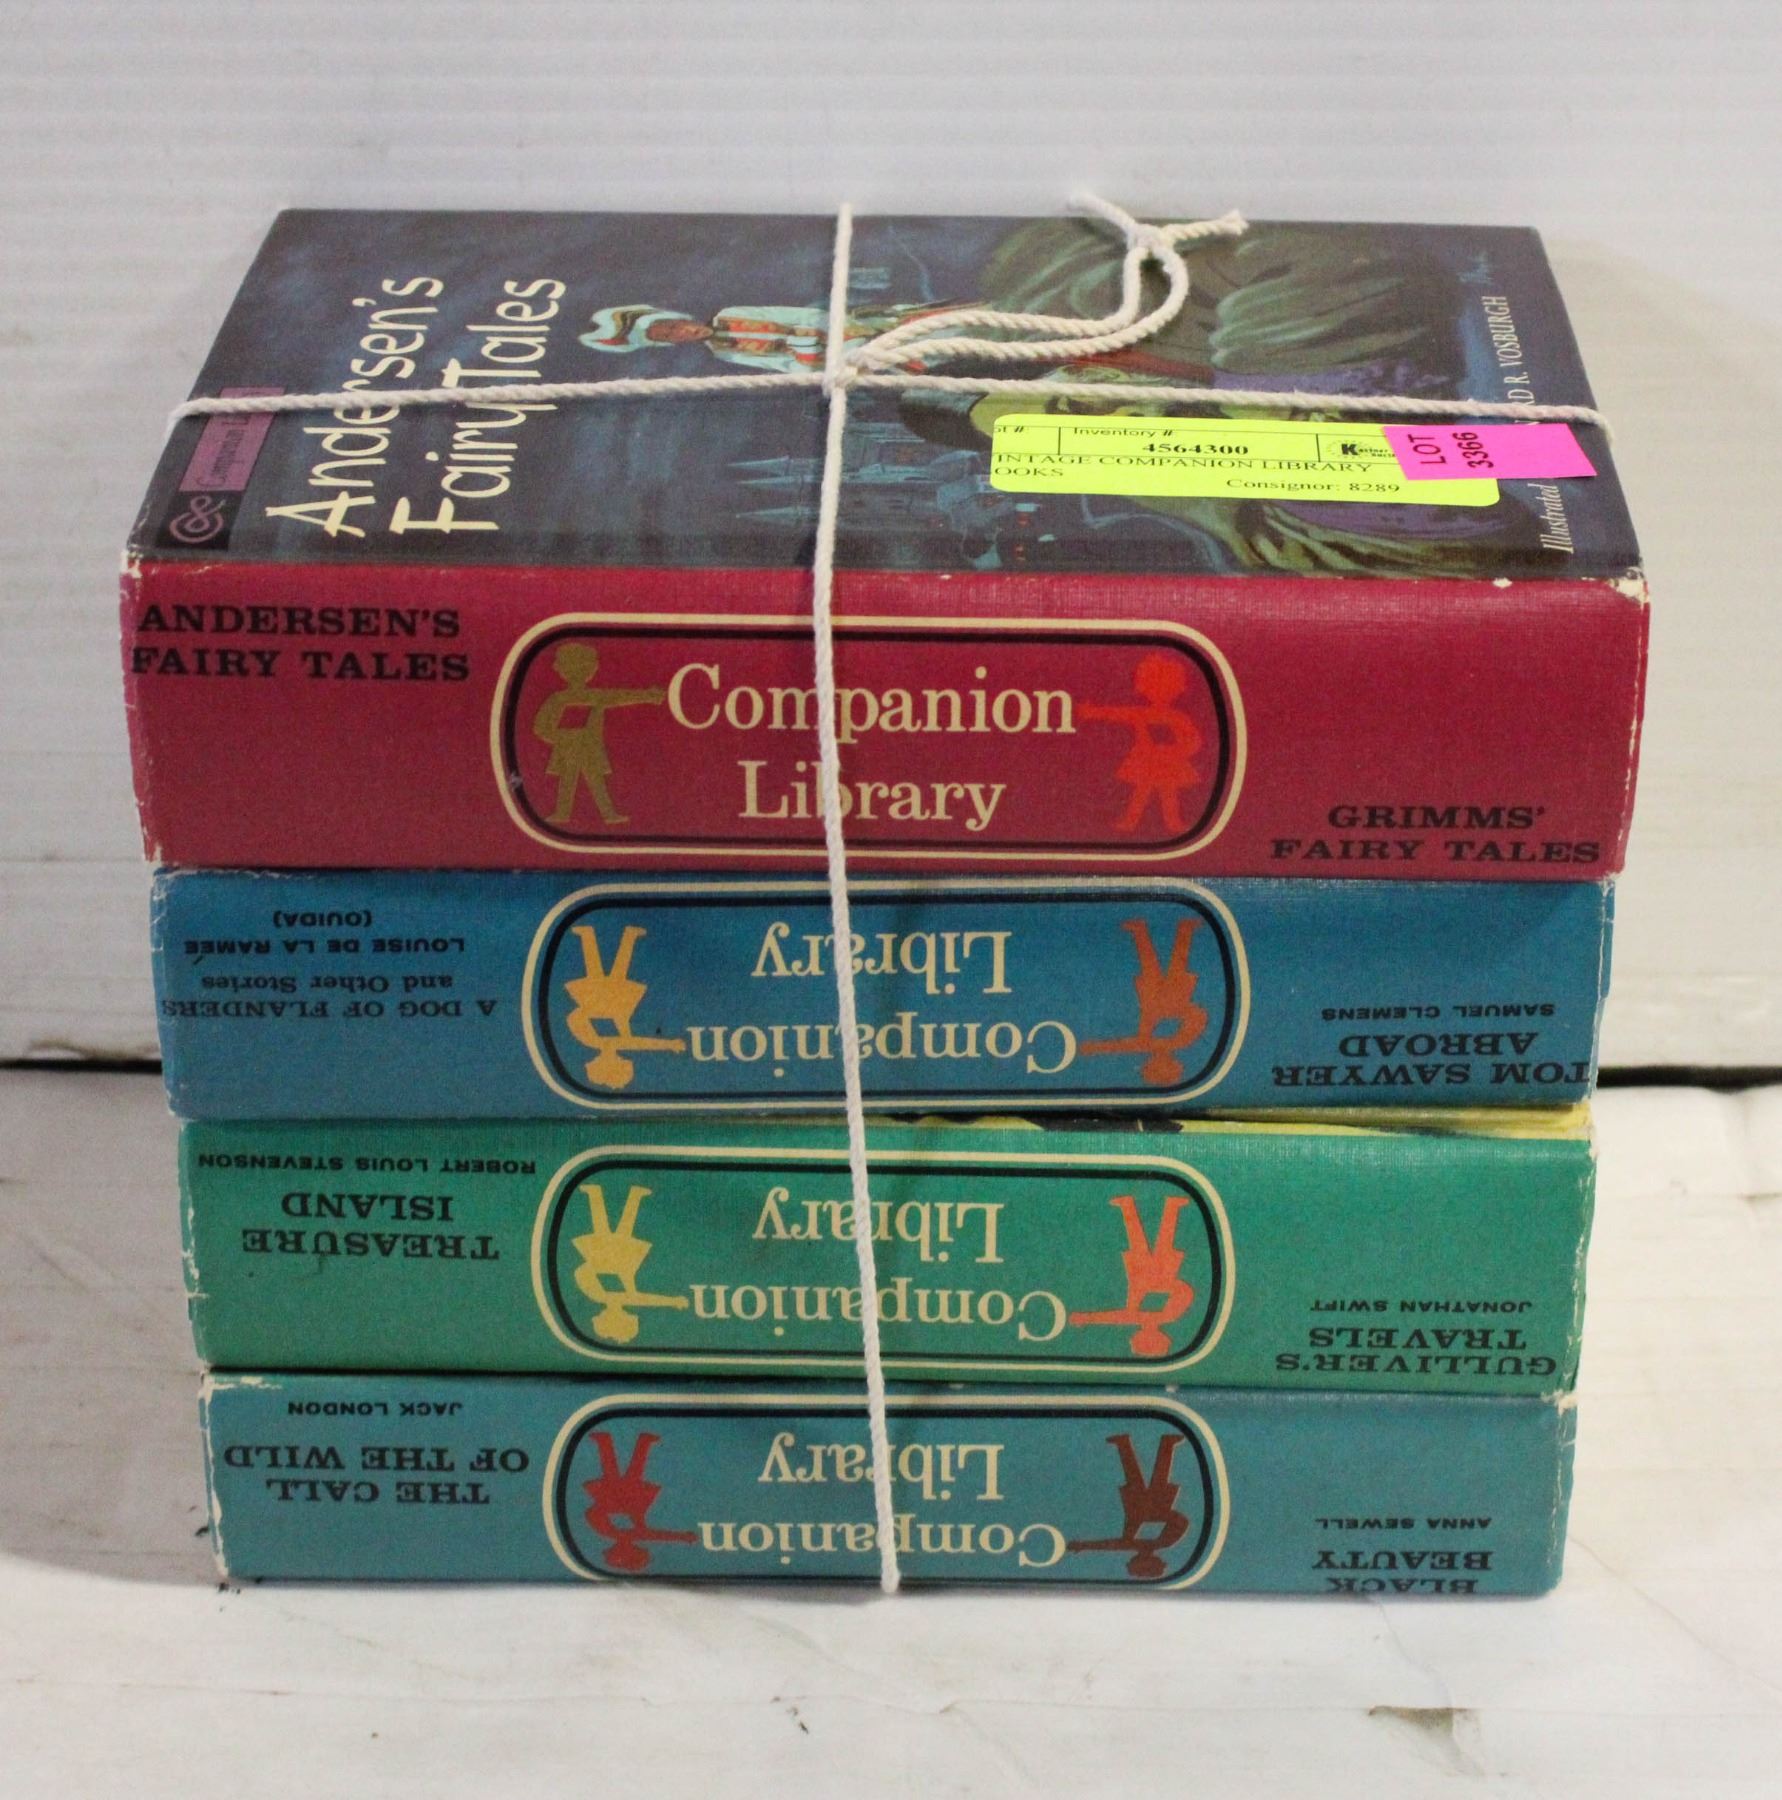 Andersen's
Fairy Tales
Companion
Illustrated
R. VOSBURGH
Inventory #:
4564300
COMPANION LIBRARY
Consignor: 8289
LOT
3366
ANDERSEN'S
FAIRY TALES
Companion
Library
GRIMMS'
FAIRY TALES
TOM SAWYER
ABROAD
SAMUEL CLEMENS
Companion
Library
A DOG OF FLANDERS
and Other Stories
LOUISE DE LA RAMÉE
(OUIDA)
GULLIVER'S
TRAVELS
JONATHAN SWIFT
Companion
Library
TREASURE
ISLAND
ROBERT LOUIS STEVENSON
BLACK
BEAUTY
ANNA SEWELL
Companion
Library
THE CALL
OF THE WILD
JACK LONDON